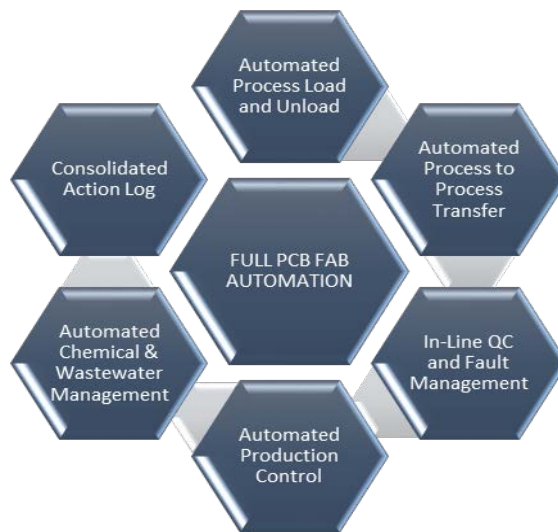 Automated
Process Load
and Unload
Automated
Process to
Process
Transfer
In-Line QC
and Fault
Management
Automated
Production
Control
Automated
Chemical &
Wastewater
Management
Consolidated
Action Log
FULL PCB FAB
AUTOMATION